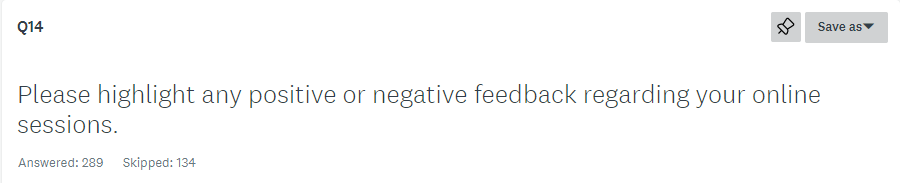 Q14
Save as
Please highlight any positive or negative feedback regarding your online
sessions.
Answered: 289 Skipped: 134